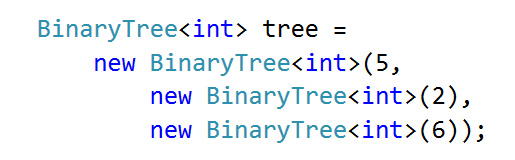 BinaryTree<int> tree =
new BinaryTree<int>(5,
new BinaryTree<int>(2),
new BinaryTree<int>(6));